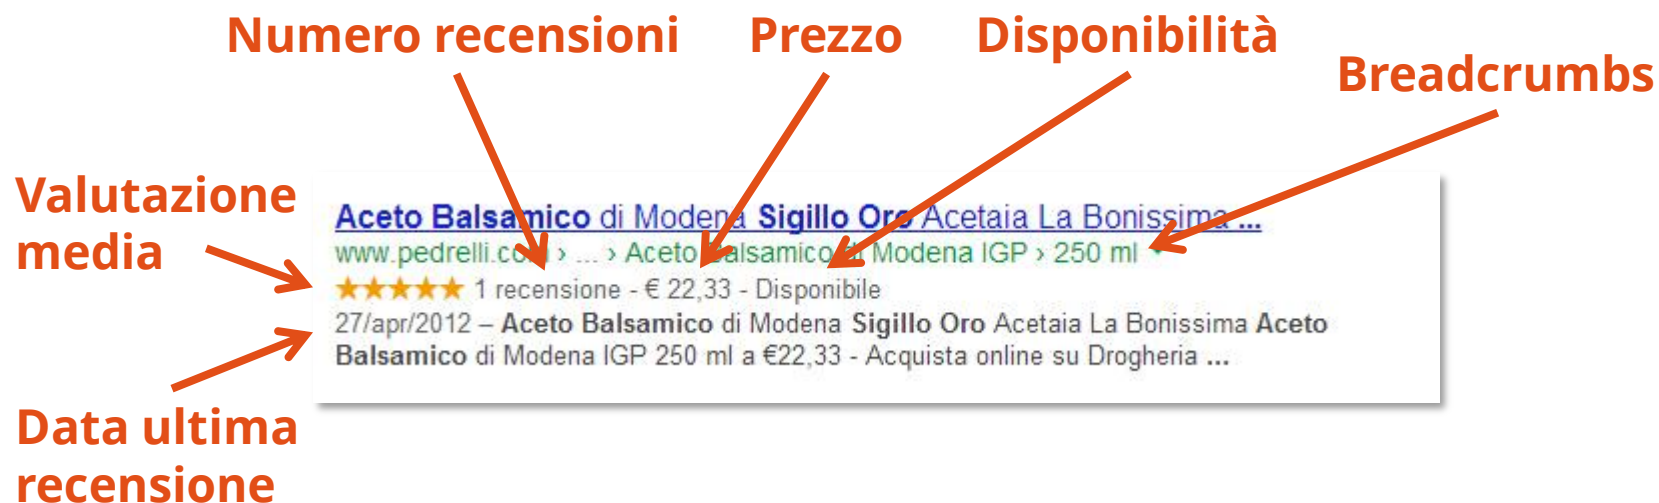 Numero recensioni
Prezzo
Disponibilità
Breadcrumbs
Valutazione
media
Aceto Balsamico di Modena Sigillo Oro Acetaia La Bonissima ...
www.pedrelli.com › ... › Aceto Balsamico di Modena IGP › 250 ml
1 recensione - € 22,33 - Disponibile
27/apr/2012 – Aceto Balsamico di Modena Sigillo Oro Acetaia La Bonissima Aceto
Balsamico di Modena IGP 250 ml a €22,33 - Acquista online su Drogheria ...
Data ultima
recensione